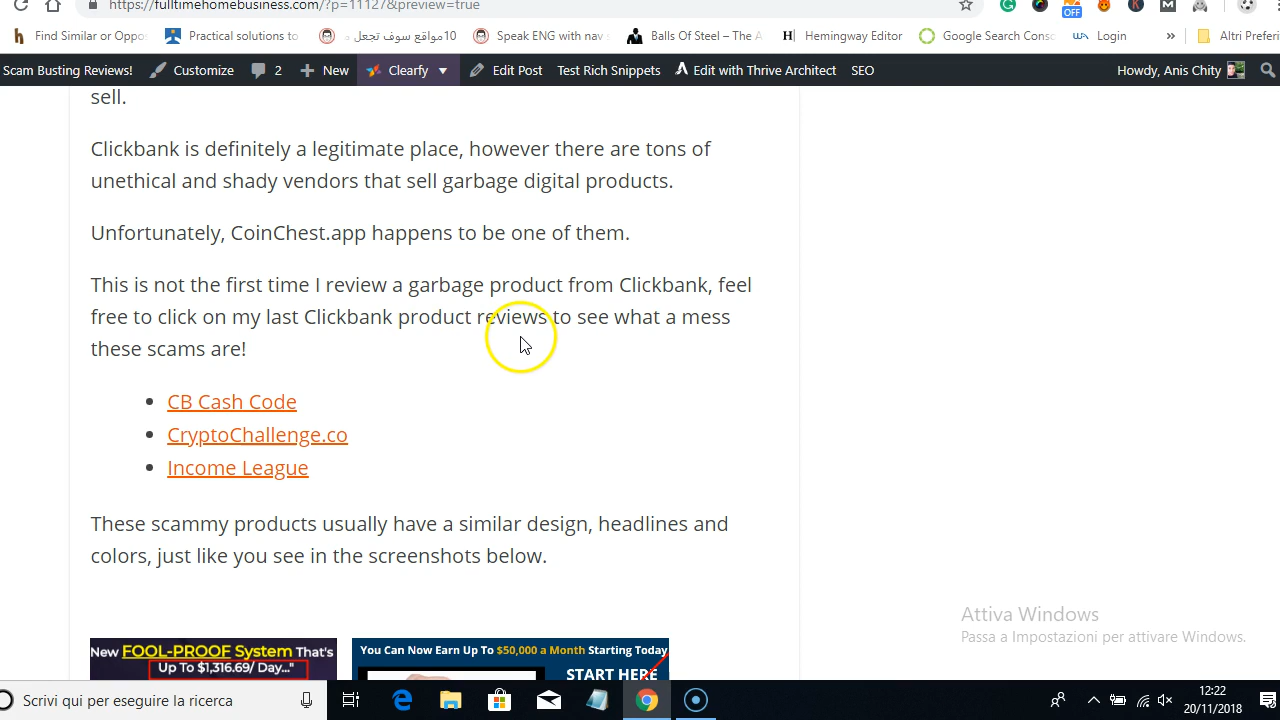 https://fulltimehomebusiness.com/?p=11127&preview=true
OFF
Find Similar or Oppo
Practical solutions to
10مواقع سوف تجعل
Speak ENG with nav
Balls Of Steel – The A
Hemingway Editor
Google Search Conso
Login
»
Altri Preferi
Scam Busting Reviews!
Customize
2
New
Clearfy
Edit Post
Test Rich Snippets
Edit with Thrive Architect
SEO
Howdy, Anis Chity
sell.
Clickbank is definitely a legitimate place, however there are tons of
unethical and shady vendors that sell garbage digital products.
Unfortunately, CoinChest.app happens to be one of them.
This is not the first time I review a garbage product from Clickbank, feel
free to click on my last Clickbank product reviews to see what a mess
these scams are!
CB Cash Code
CryptoChallenge.co
Income League
These scammy products usually have a similar design, headlines and
colors, just like you see in the screenshots below.
New FOOL-PROOF System That's
Up To $1,316.69/ Day..."
You Can Now Earn Up To $50,000 a Month Starting Today
START HERE
Attiva Windows
Passa a Impostazioni per attivare Windows.
Scrivi qui per eseguire la ricerca
12:22
20/11/2018